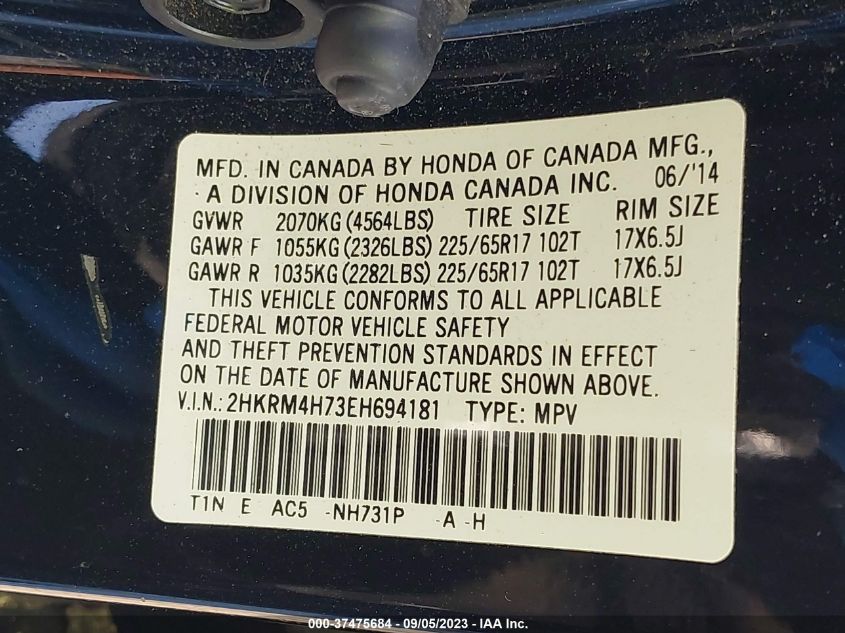 MFD. IN CANADA BY HONDA OF CANADA MFG.,
A DIVISION OF HONDA CANADA INC. 06/'14
GVWR 2070KG (4564LBS) TIRE SIZE RIM SIZE
GAWR F 1055KG (2326LBS) 225/65R17 102T 17X6.5J
GAWR R 1035KG (2282LBS) 225/65R17 102T 17X6.5J
THIS VEHICLE CONFORMS TO ALL APPLICABLE
FEDERAL MOTOR VEHICLE SAFETY
AND THEFT PREVENTION STANDARDS IN EFFECT
ON THE DATE OF MANUFACTURE SHOWN ABOVE.
V.I.N.: 2HKRM4H73EH694181 TYPE: MPV
T1N E AC5 -NH731P -A -H
000-37475684 - 09/05/2023 - IAA Inc.